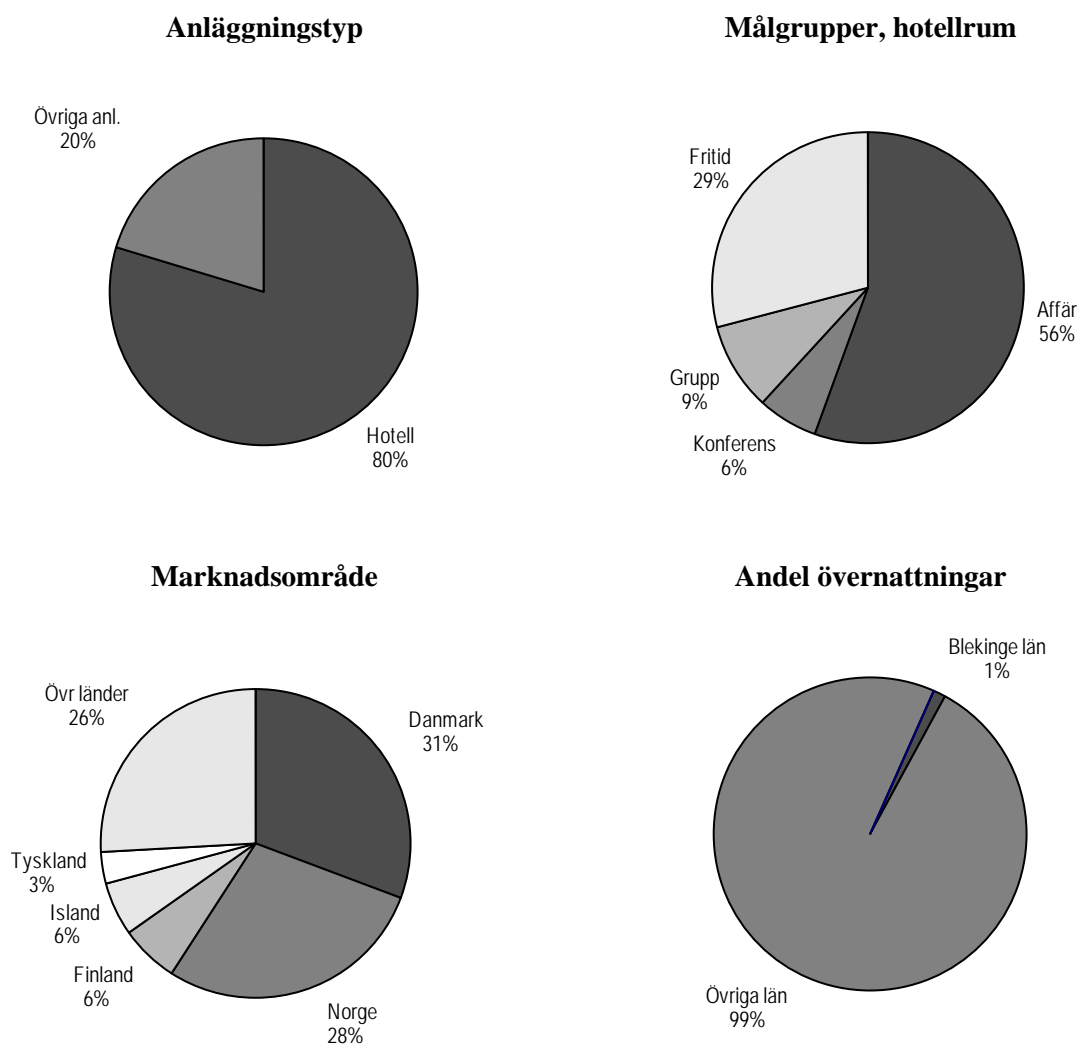 Anläggningstyp
Övriga anl.
20%
Hotell
80%
Målgrupper, hotellrum
Fritid
29%
Affär
56%
Grupp
9%
Konferens
6%
Marknadsområde
Övr länder
26%
Danmark
31%
Tyskland
3%
Island
6%
Finland
6%
Norge
28%
Andel övernattningar
Blekinge län
1%
Övriga län
99%